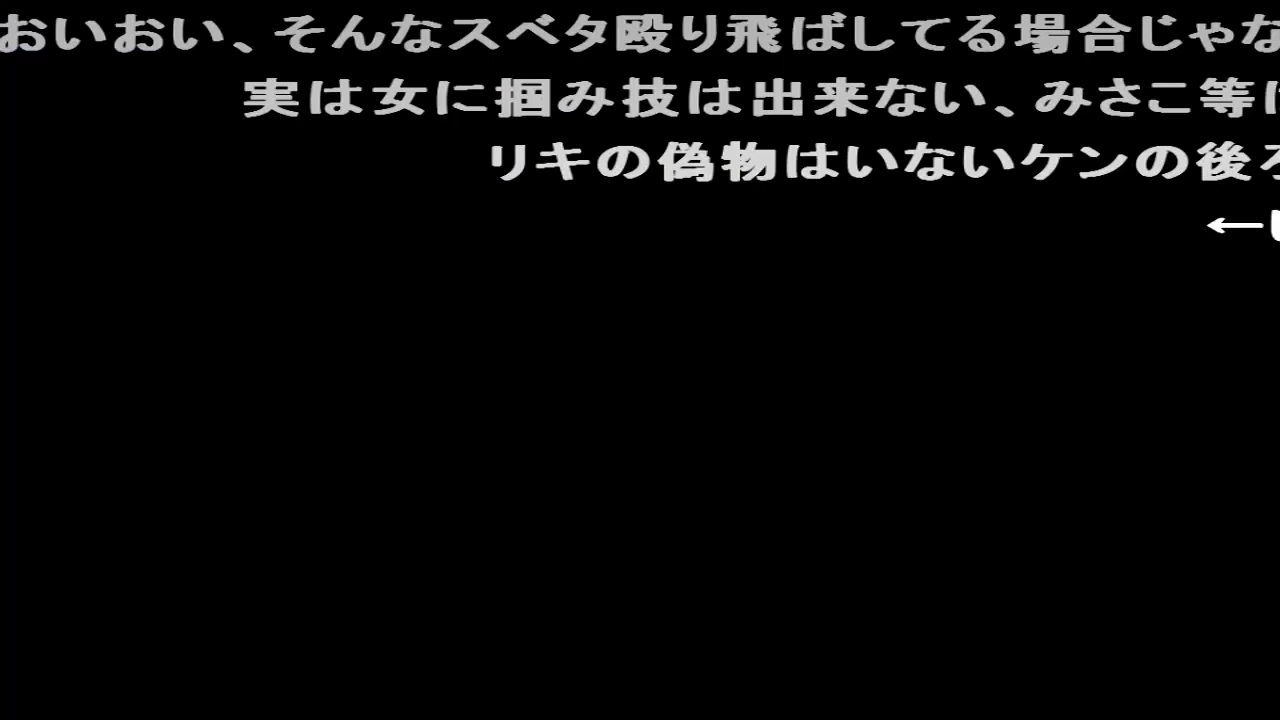 おいおい、そんなスベタ殴り飛ばしてる場合じゃな
実は女に掴み技は出来ない、みさこ等に
リキの偽物はいないケンの後ろ
←